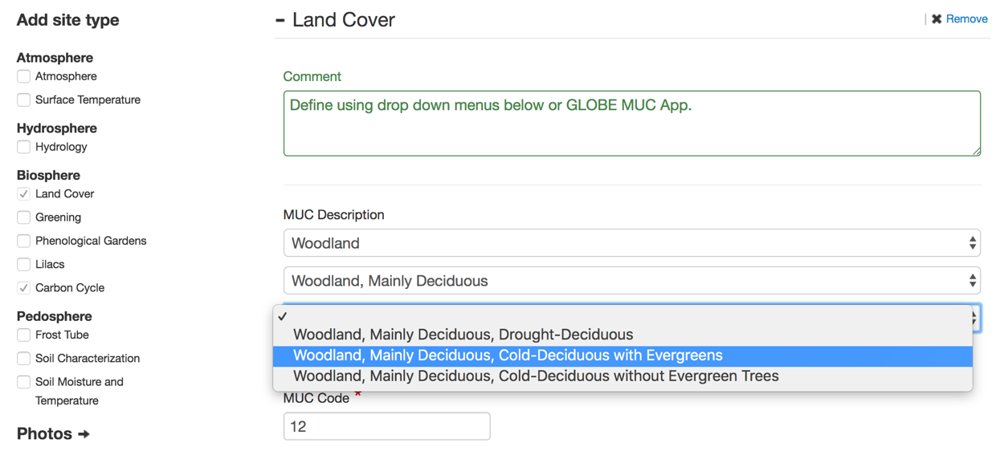 Add site type
Atmosphere
Atmosphere
Surface Temperature
Hydrosphere
Hydrology
Biosphere
Land Cover
Greening
Phenological Gardens
Lilacs
Carbon Cycle
Pedosphere
Frost Tube
Soil Characterization
Soil Moisture and
Temperature
Photos ➔
– Land Cover
| ✖ Remove
Comment
Define using drop down menus below or GLOBE MUC App.
MUC Description
Woodland
Woodland, Mainly Deciduous
✓
Woodland, Mainly Deciduous, Drought-Deciduous
Woodland, Mainly Deciduous, Cold-Deciduous with Evergreens
Woodland, Mainly Deciduous, Cold-Deciduous without Evergreen Trees
MUC Code *
12